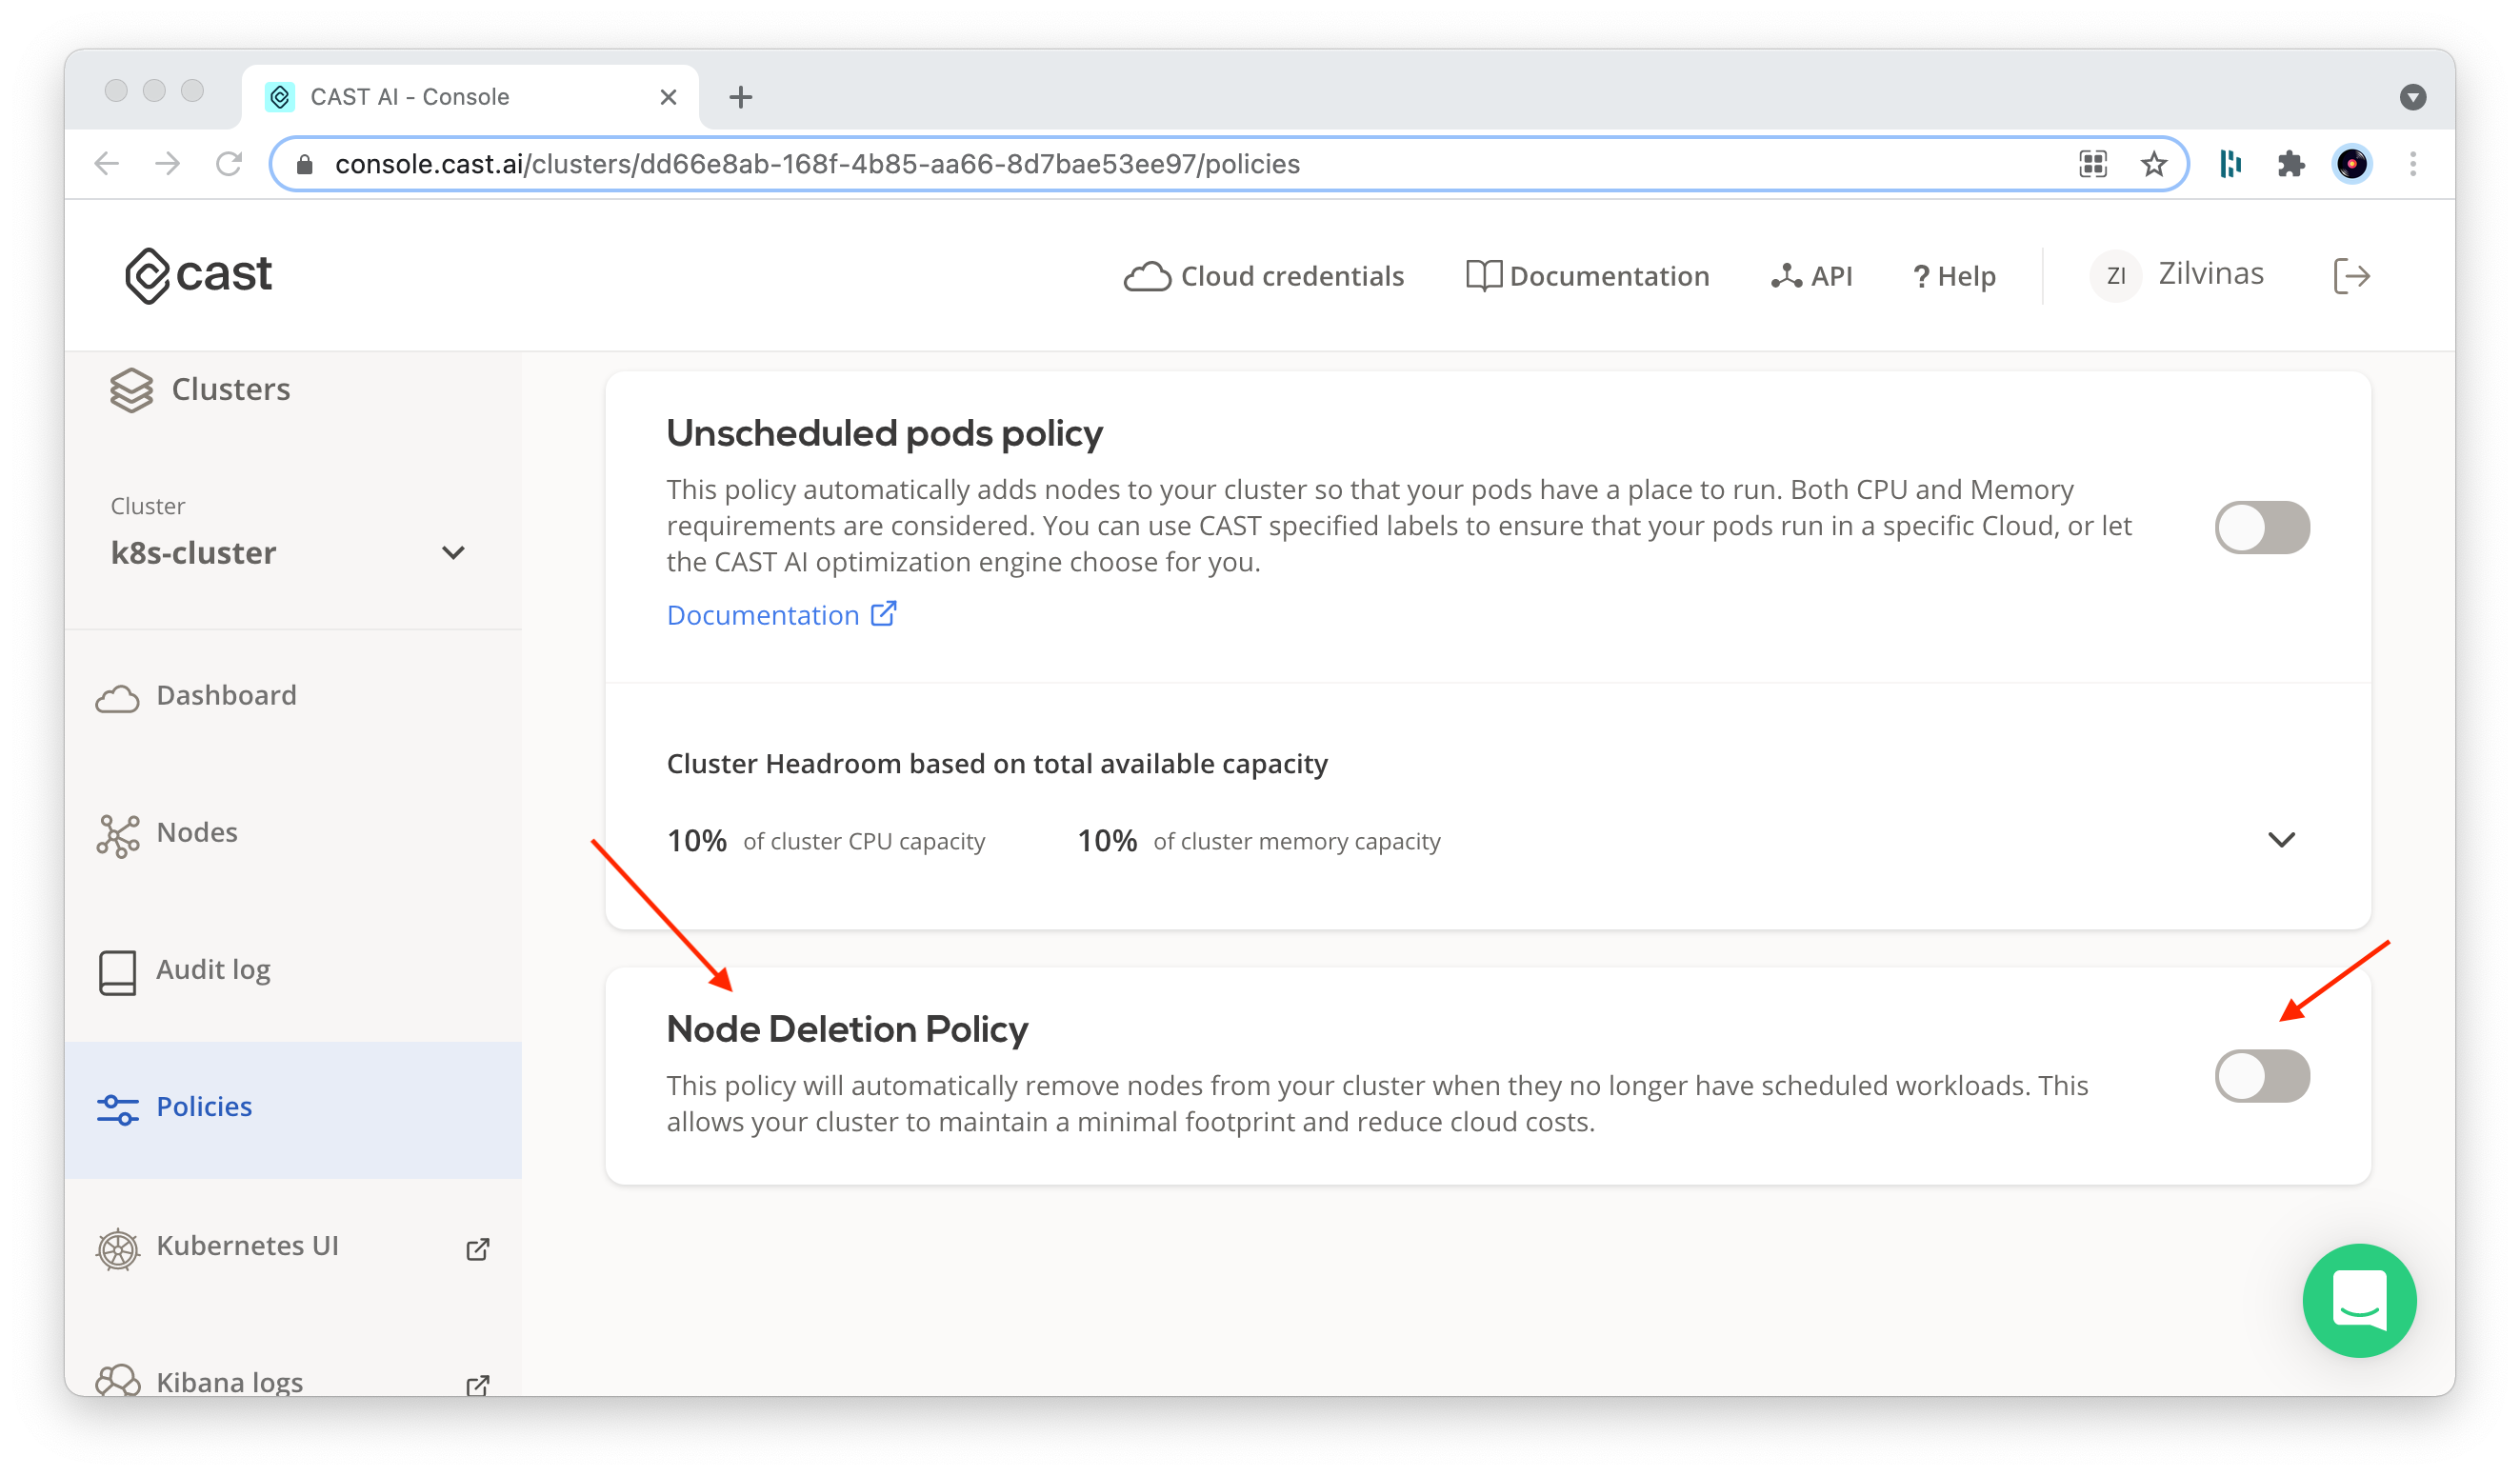 CAST AI - Console
console.cast.ai/clusters/dd66e8ab-168f-4b85-aa66-8d7bae53ee97/policies
cast
Cloud credentials
Documentation
API
? Help
ZI
Zilvinas
Clusters
Cluster
k8s-cluster
Dashboard
Nodes
Audit log
Policies
Kubernetes UI
Kibana logs
Unscheduled pods policy
This policy automatically adds nodes to your cluster so that your pods have a place to run. Both CPU and Memory
requirements are considered. You can use CAST specified labels to ensure that your pods run in a specific Cloud, or let
the CAST AI optimization engine choose for you.
Documentation
Cluster Headroom based on total available capacity
10% of cluster CPU capacity
10% of cluster memory capacity
Node Deletion Policy
This policy will automatically remove nodes from your cluster when they no longer have scheduled workloads. This
allows your cluster to maintain a minimal footprint and reduce cloud costs.